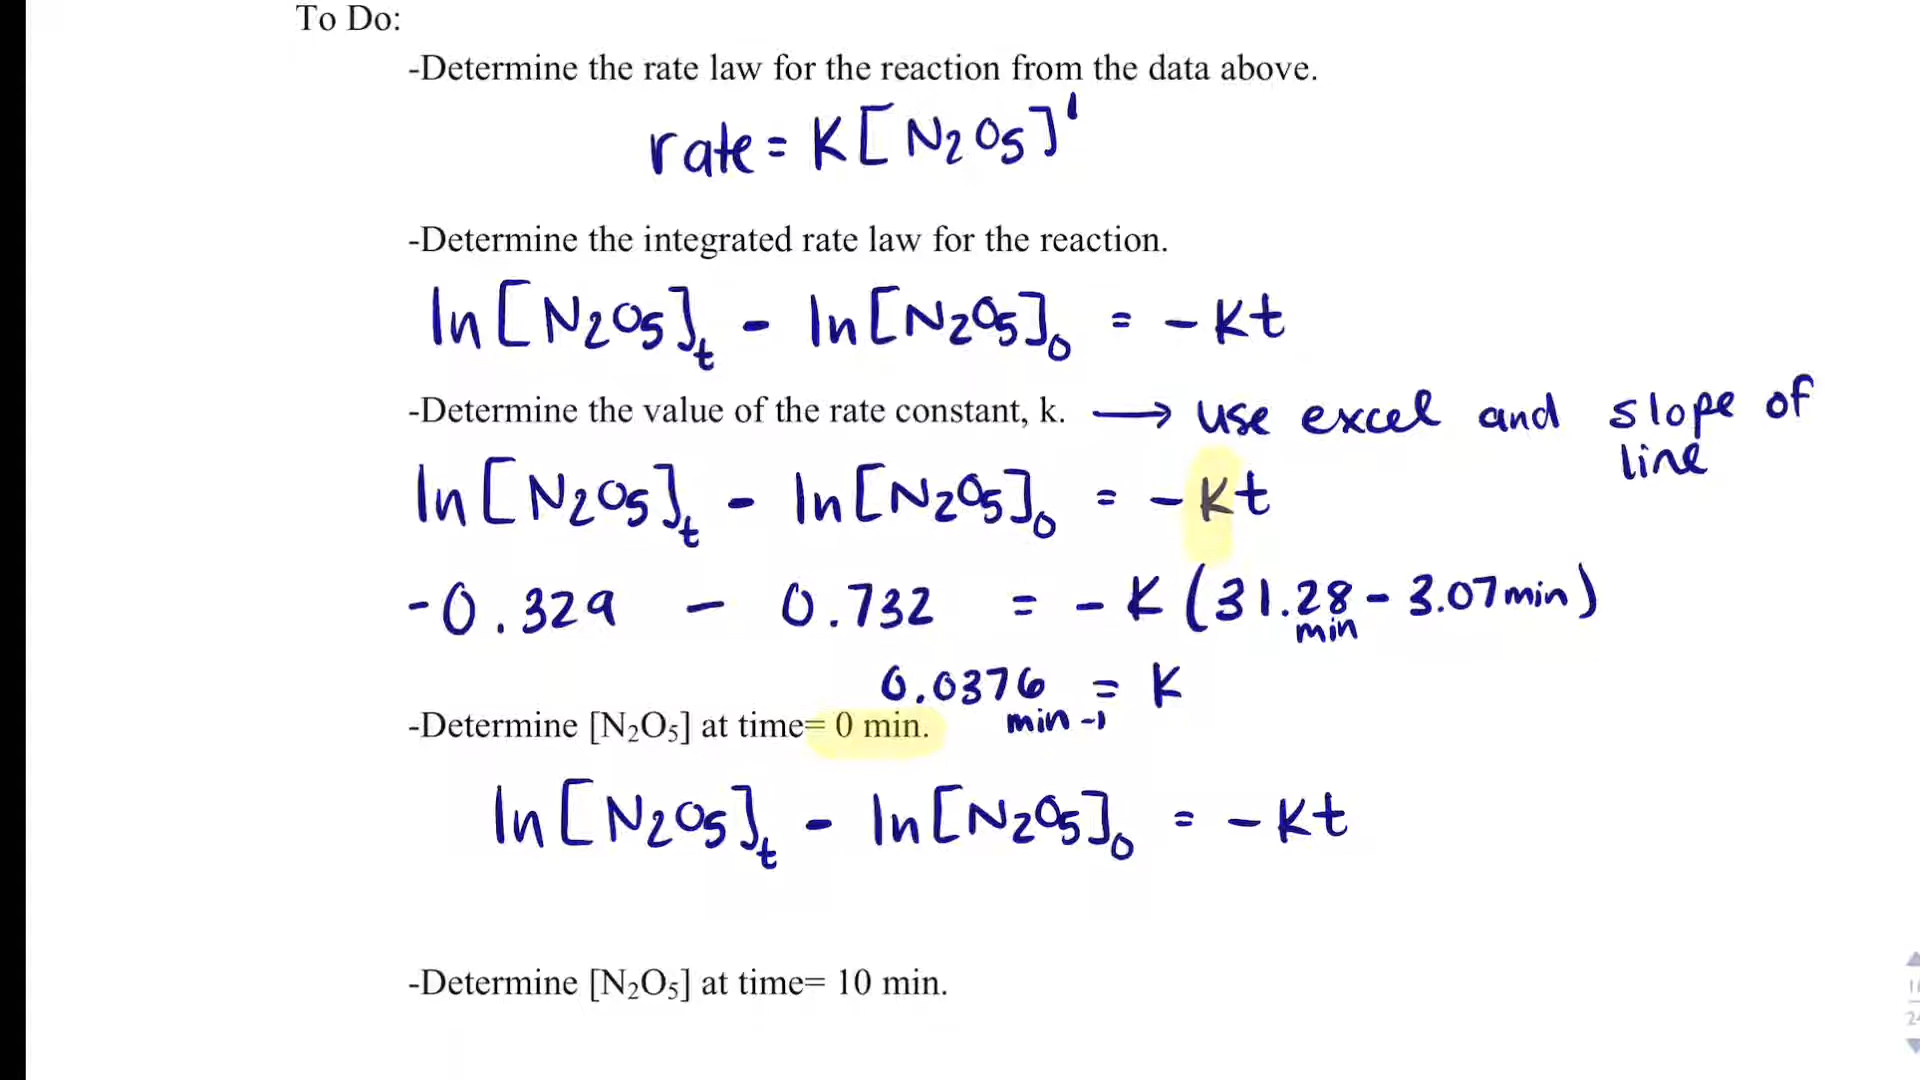 To Do:
-Determine the rate law for the reaction from the data above.
rate = K[N₂O₅]¹
-Determine the integrated rate law for the reaction.
ln[N₂O₅]ₜ - ln[N₂O₅]₀ = -Kt
-Determine the value of the rate constant, k. → use excel and slope of line
ln[N₂O₅]ₜ - ln[N₂O₅]₀ = -Kt
-0.329 - 0.732 = -K(31.28 min - 3.07min)
0.0376 min-1 = K
-Determine [N₂O₅] at time= 0 min.
ln[N₂O₅]ₜ - ln[N₂O₅]₀ = -Kt
-Determine [N₂O₅] at time= 10 min.